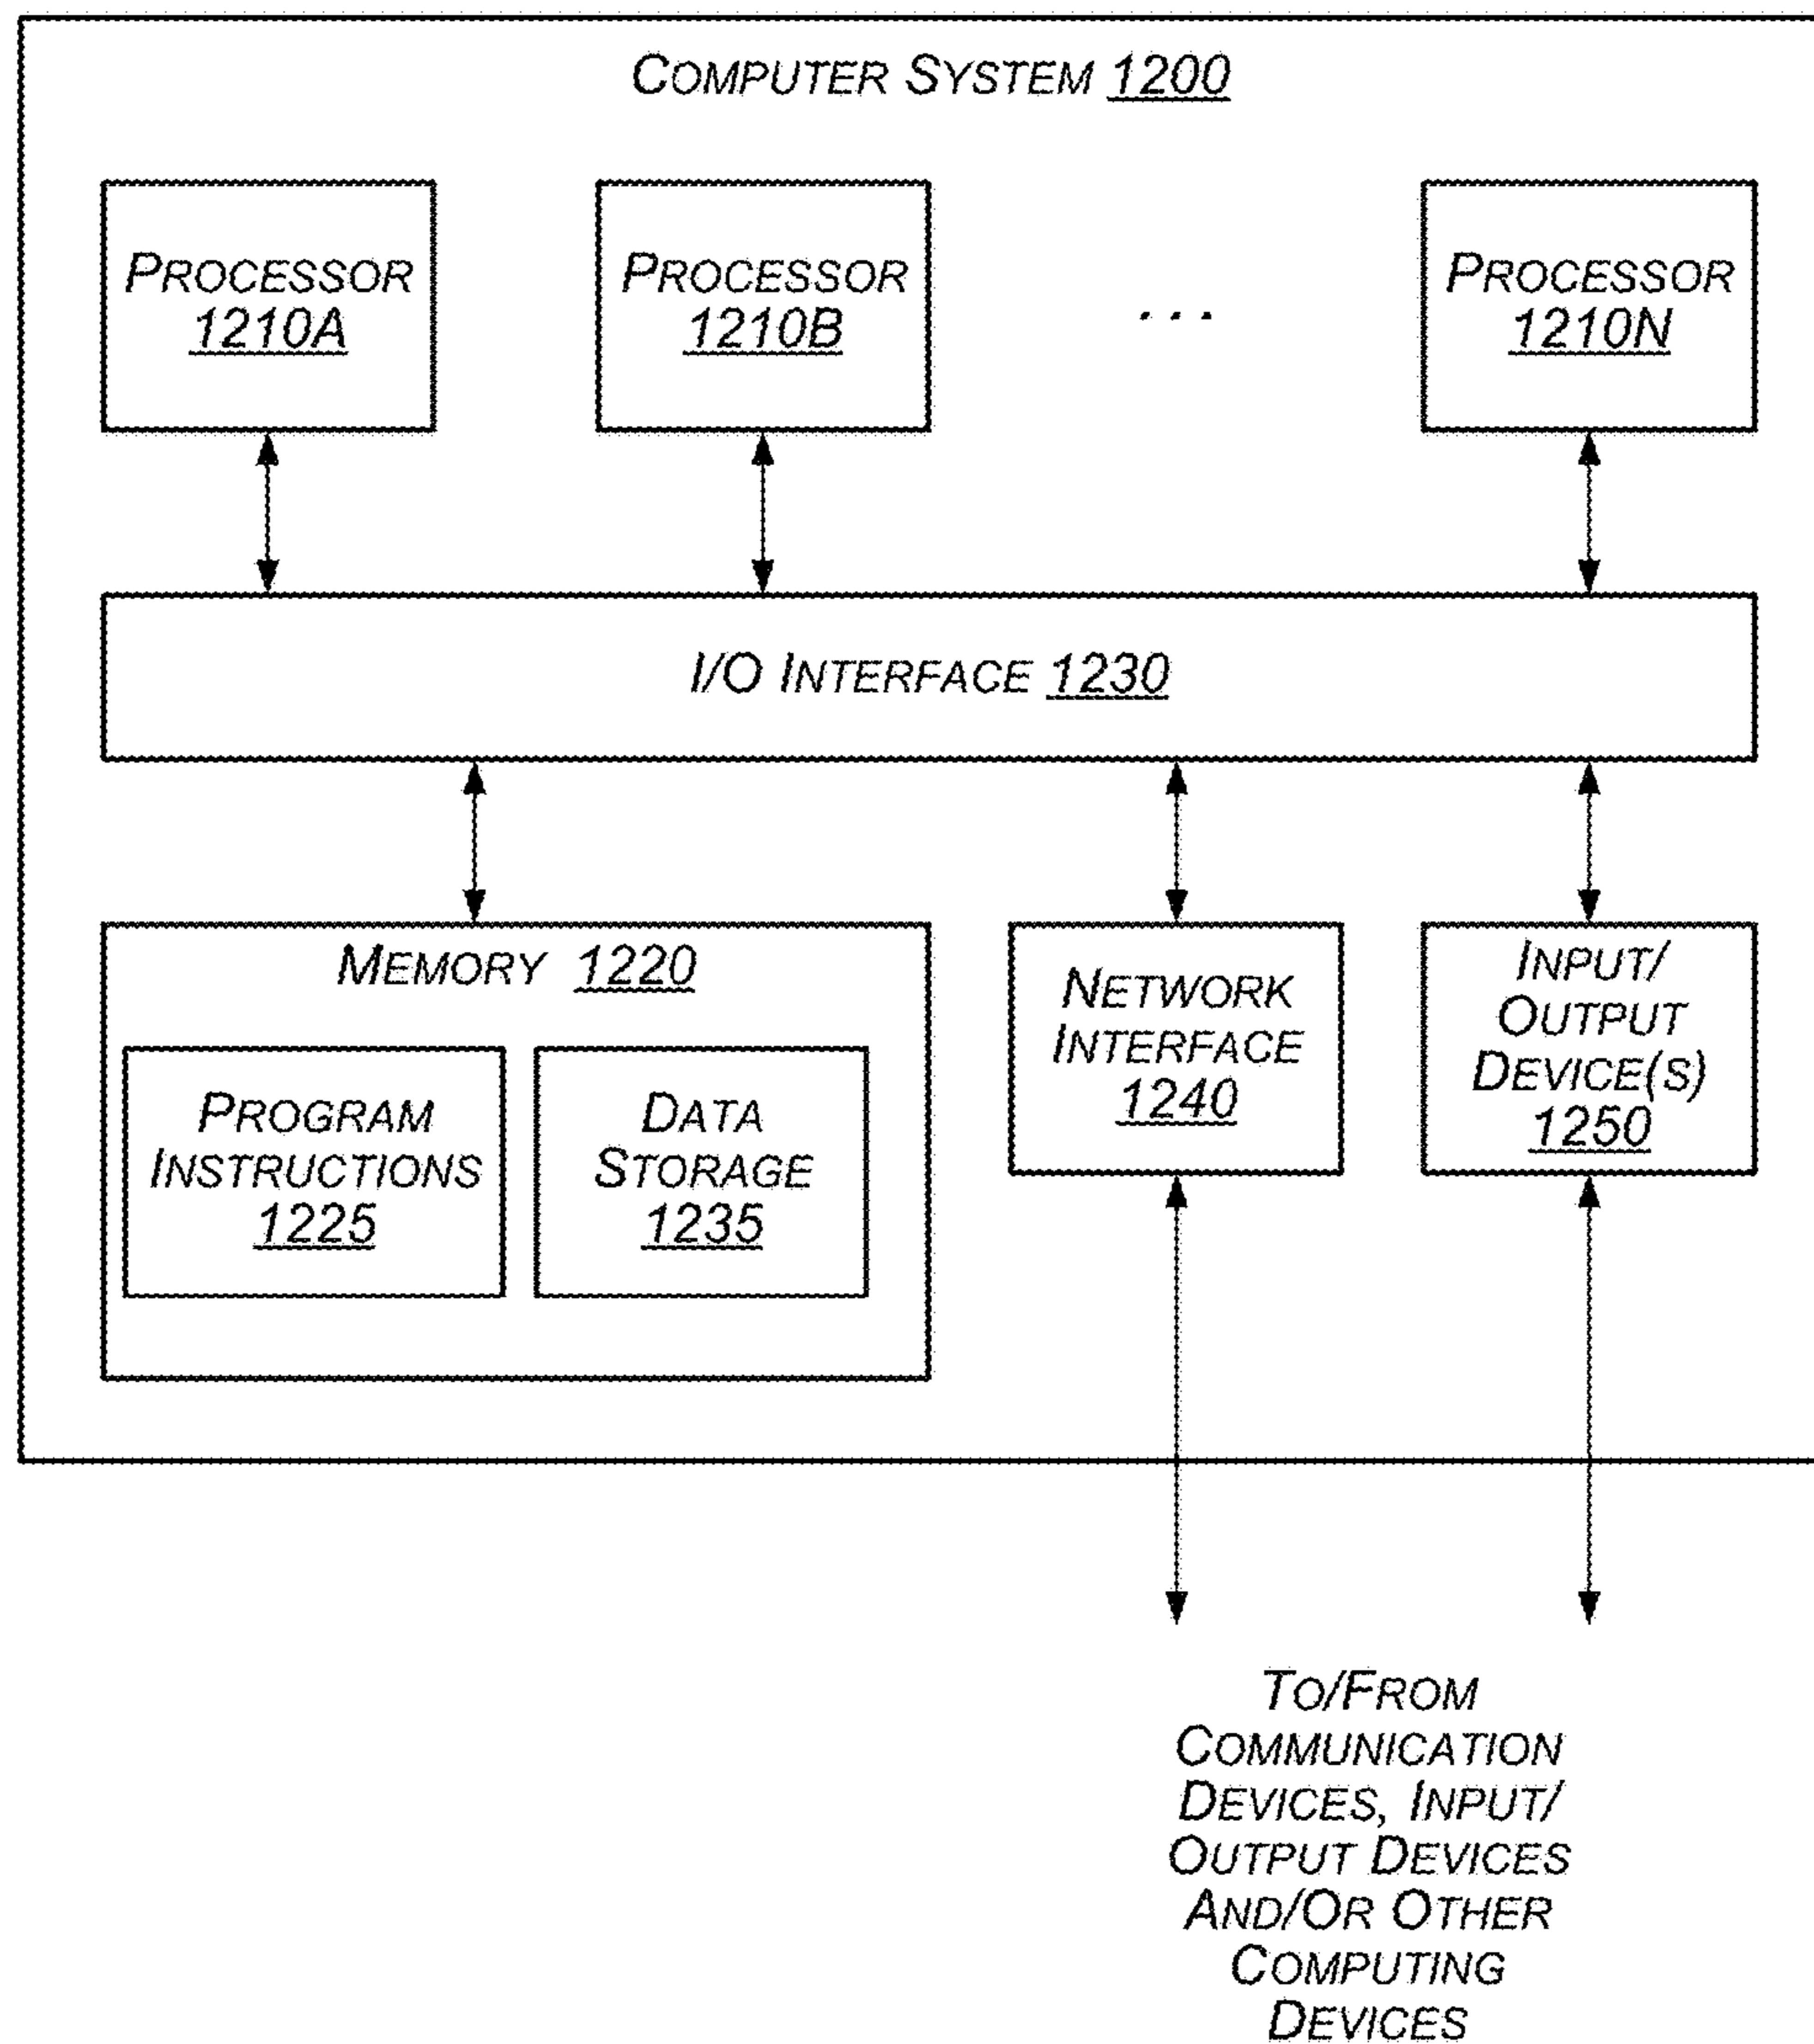 COMPUTER SYSTEM 1200
PROCESSOR
1210A
PROCESSOR
1210B
...
PROCESSOR
1210N
I/O INTERFACE 1230
MEMORY 1220
PROGRAM
INSTRUCTIONS
1225
DATA
STORAGE
1235
NETWORK
INTERFACE
1240
INPUT/
OUTPUT
DEVICE(S)
1250
TO/FROM
COMMUNICATION
DEVICES, INPUT/
OUTPUT DEVICES
AND/OR OTHER
COMPUTING
DEVICES